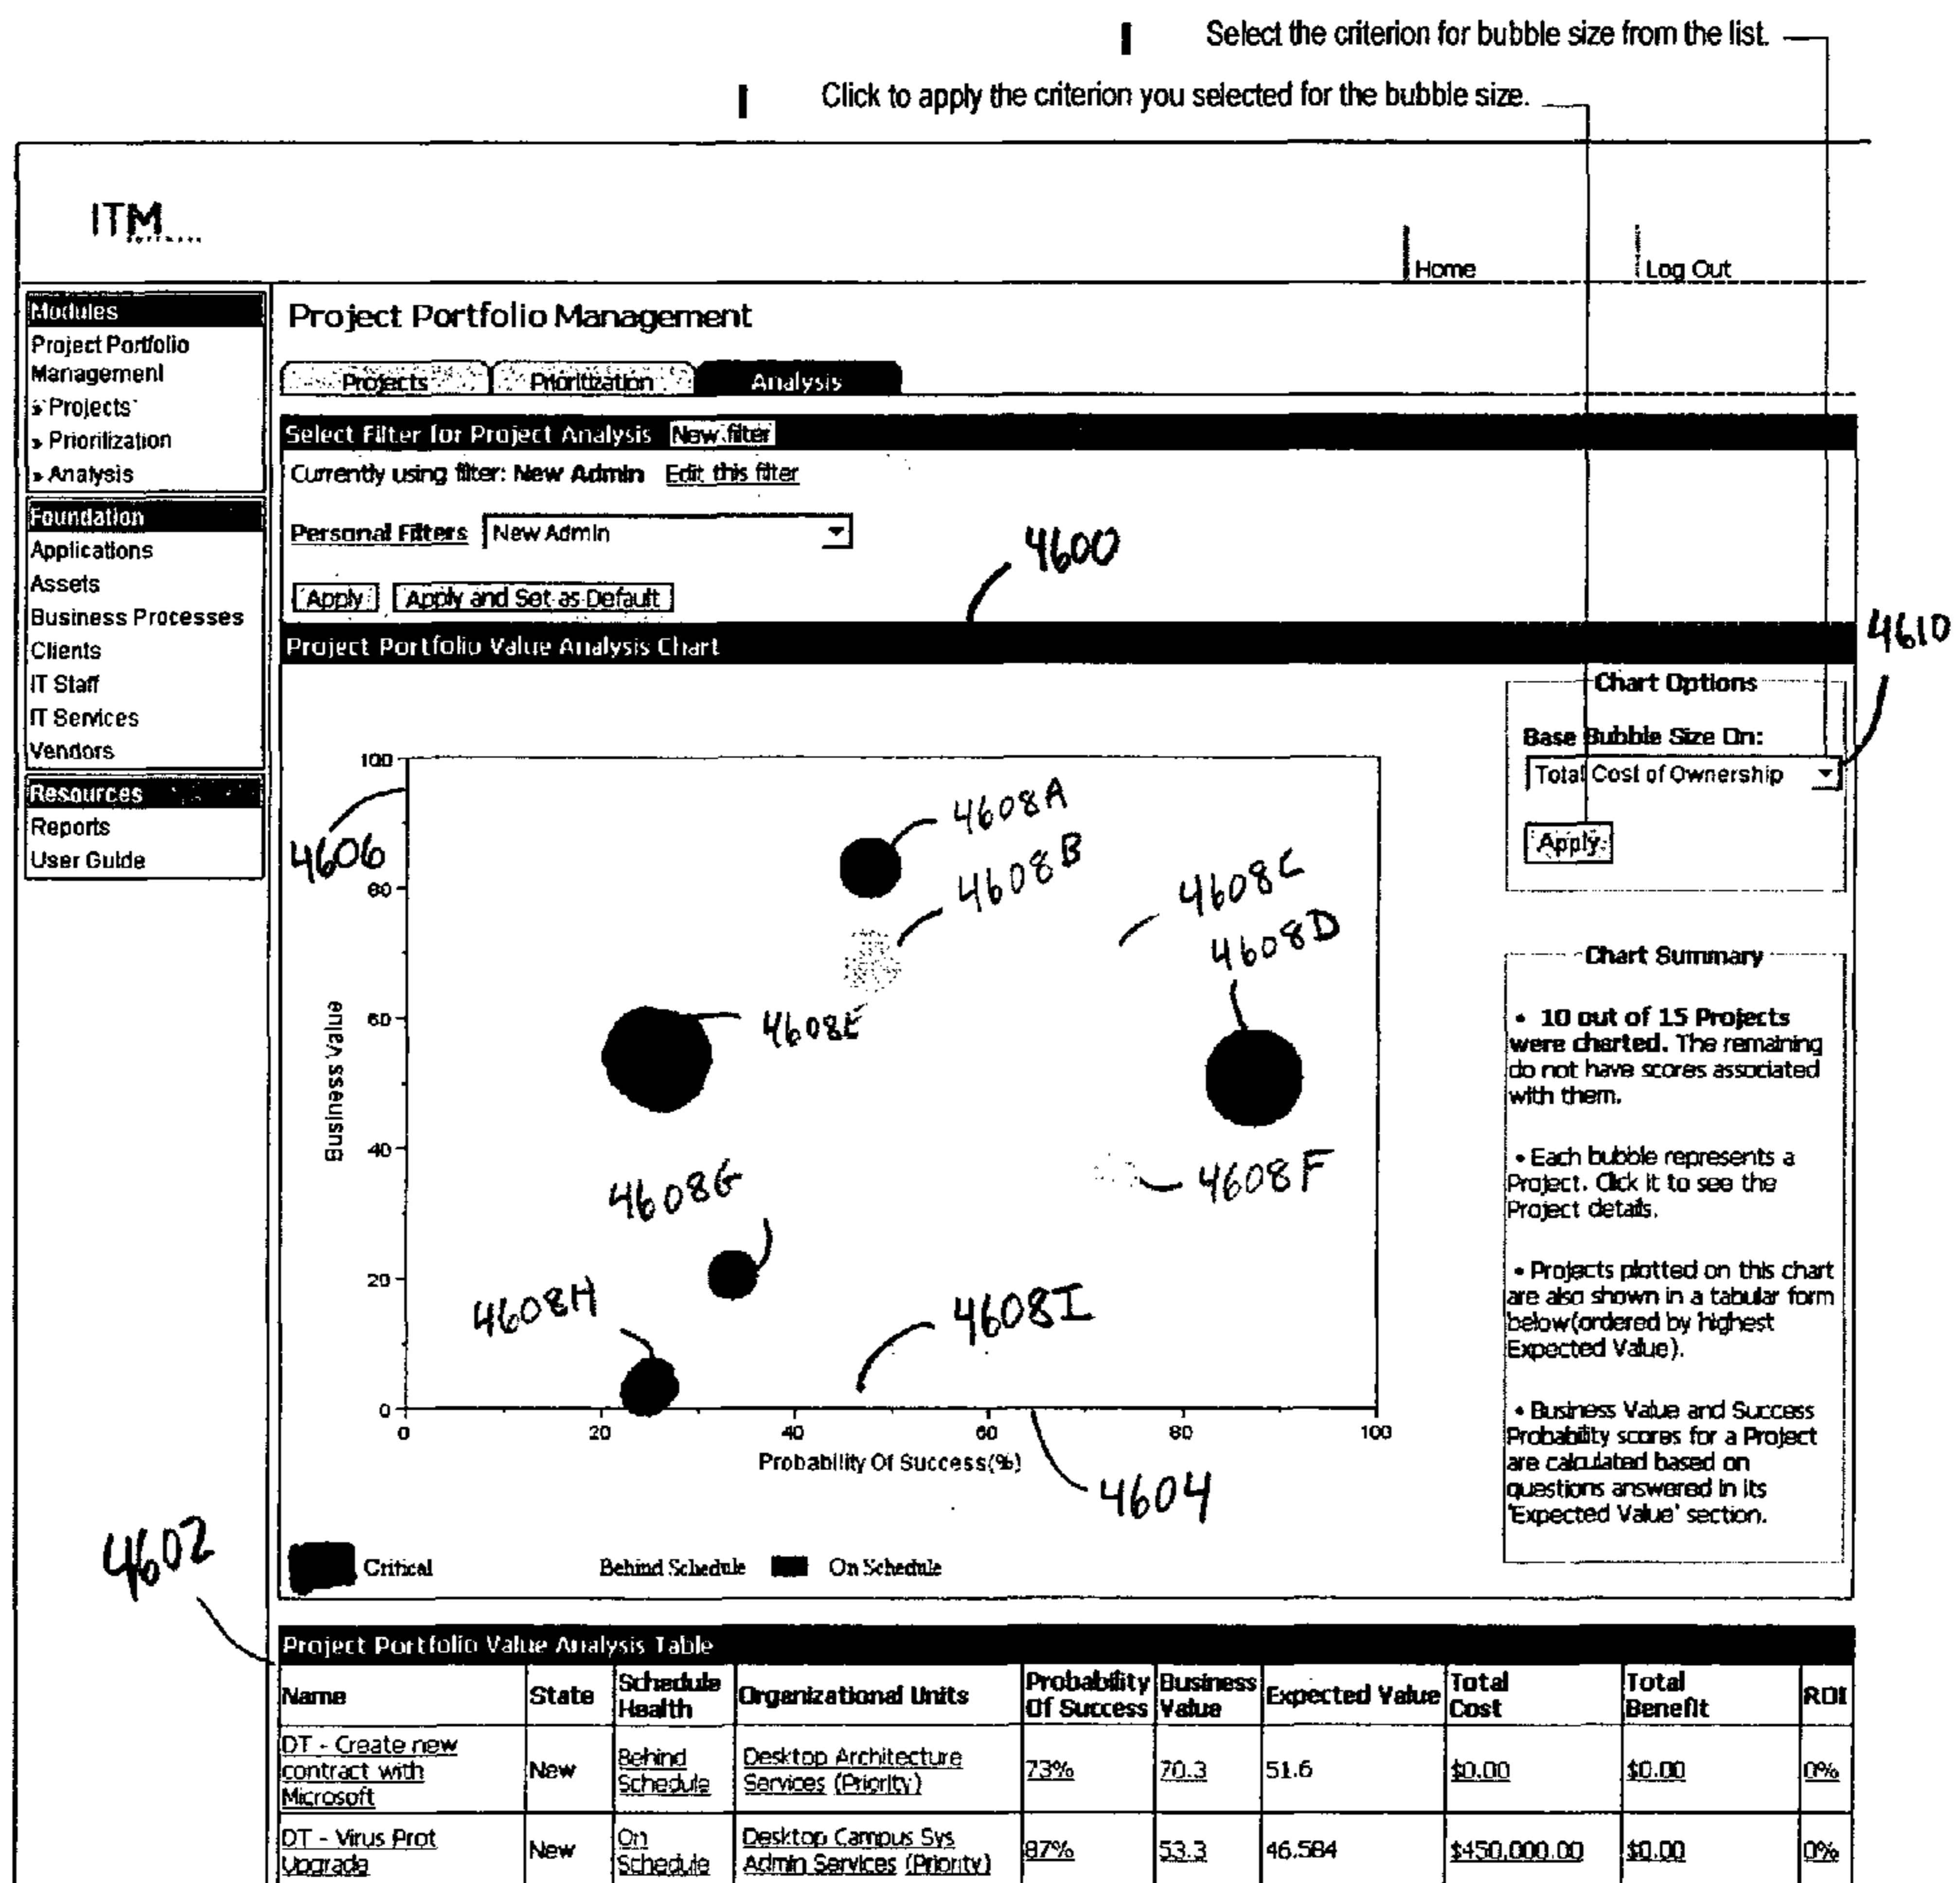 Select the criterion for bubble size from the list.
Click to apply the criterion you selected for the bubble size.
ITM
SOFTWARE
Home
Log Out
Modules
Project Portfolio
Management
» Projects
» Prioritization
» Analysis
Foundation
Applications
Assets
Business Processes
Clients
IT Staff
IT Services
Vendors
Resources
Reports
User Guide
Project Portfolio Management
Projects Prioritization Analysis
Select Filter for Project Analysis New filter
Currently using filter: New Admin Edit this filter
Personal Filters New Admin
Apply Apply and Set as Default
4600
Project Portfolio Value Analysis Chart
4610
Chart Options
Base Bubble Size On:
Total Cost of Ownership
Apply
100
80
60
40
20
0
Business Value
4606
4608A
4608B
4608C
4608D
4608E
4608F
4608G
4608H
4608I
0 20 40 60 80 100
Probability Of Success(%)
4604
Critical Behind Schedule On Schedule
Chart Summary
• 10 out of 15 Projects
were charted. The remaining
do not have scores associated
with them.
• Each bubble represents a
Project. Click it to see the
Project details.
• Projects plotted on this chart
are also shown in a tabular form
below(ordered by highest
Expected Value).
• Business Value and Success
Probability scores for a Project
are calculated based on
questions answered in its
'Expected Value' section.
4602
Project Portfolio Value Analysis Table
Name State Schedule Health Organizational Units Probability Of Success Business Value Expected Value Total Cost Total Benefit ROI
DT - Create new contract with Microsoft New Behind Schedule Desktop Architecture Services (Priority) 73% 70.3 51.6 $0.00 $0.00 0%
DT - Virus Prot Upgrade New On Schedule Desktop Campus Sys Admin Services (Priority) 87% 53.3 46.584 $450,000.00 $0.00 0%